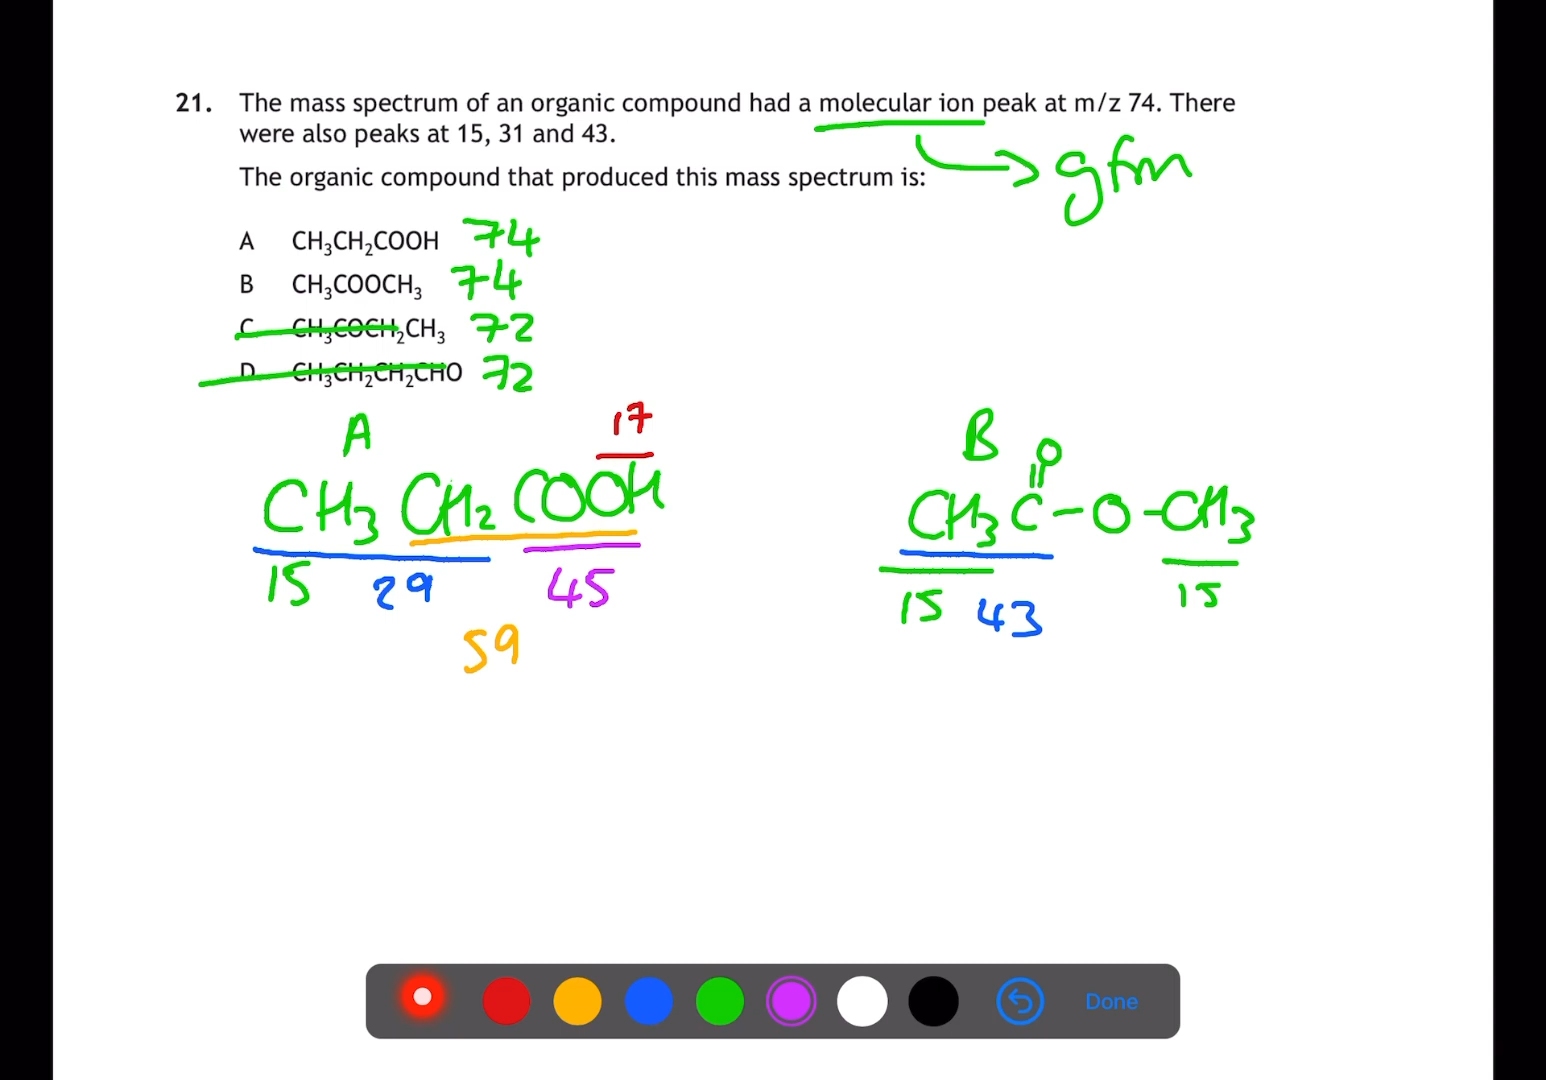 21. The mass spectrum of an organic compound had a molecular ion peak at m/z 74. There
were also peaks at 15, 31 and 43.
gfm
The organic compound that produced this mass spectrum is:
A CH₃CH₂COOH 74
B CH₃COOCH₃ 74
C CH₃COCH₂CH₃ 72
D CH₃CH₂CH₂CHO 72
A
17
CH₃ CH₂ COOH
15 29 45
59
B
O
CH₃ C-O-CH₃
15 43 15
Done